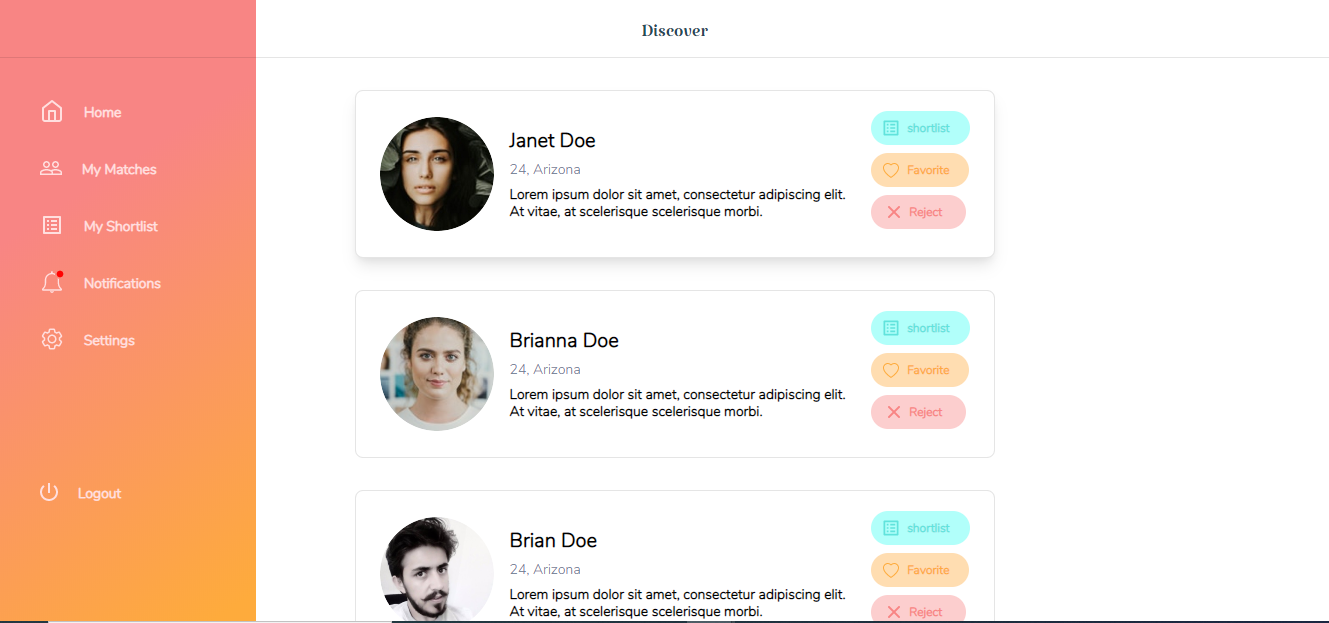 Discover
Home
My Matches
My Shortlist
Notifications
Settings
Logout
Janet Doe
24, Arizona
Lorem ipsum dolor sit amet, consectetur adipiscing elit.
At vitae, at scelerisque scelerisque morbi.
shortlist
Favorite
Reject
Brianna Doe
24, Arizona
Lorem ipsum dolor sit amet, consectetur adipiscing elit.
At vitae, at scelerisque scelerisque morbi.
shortlist
Favorite
Reject
Brian Doe
24, Arizona
Lorem ipsum dolor sit amet, consectetur adipiscing elit.
At vitae, at scelerisque scelerisque morbi.
shortlist
Favorite
Reject